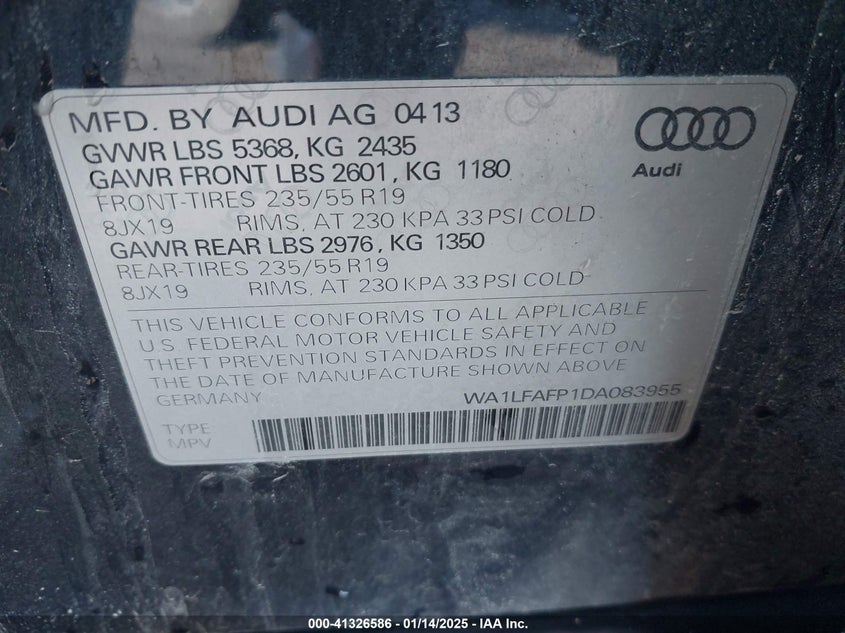 MFD. BY AUDI AG 0413
GVWR LBS 5368, KG 2435
GAWR FRONT LBS 2601, KG 1180
FRONT-TIRES 235/55 R19
8JX19 RIMS, AT 230 KPA 33 PSI COLD
GAWR REAR LBS 2976, KG 1350
REAR-TIRES 235/55 R19
8JX19 RIMS, AT 230 KPA 33 PSI COLD
Audi
THIS VEHICLE CONFORMS TO ALL APPLICABLE
U.S. FEDERAL MOTOR VEHICLE SAFETY AND
THEFT PREVENTION STANDARDS IN EFFECT ON
THE DATE OF MANUFACTURE SHOWN ABOVE
GERMANY WA1LFAFP1DA083955
TYPE
MPV
000-41326586 - 01/14/2025 - IAA Inc.